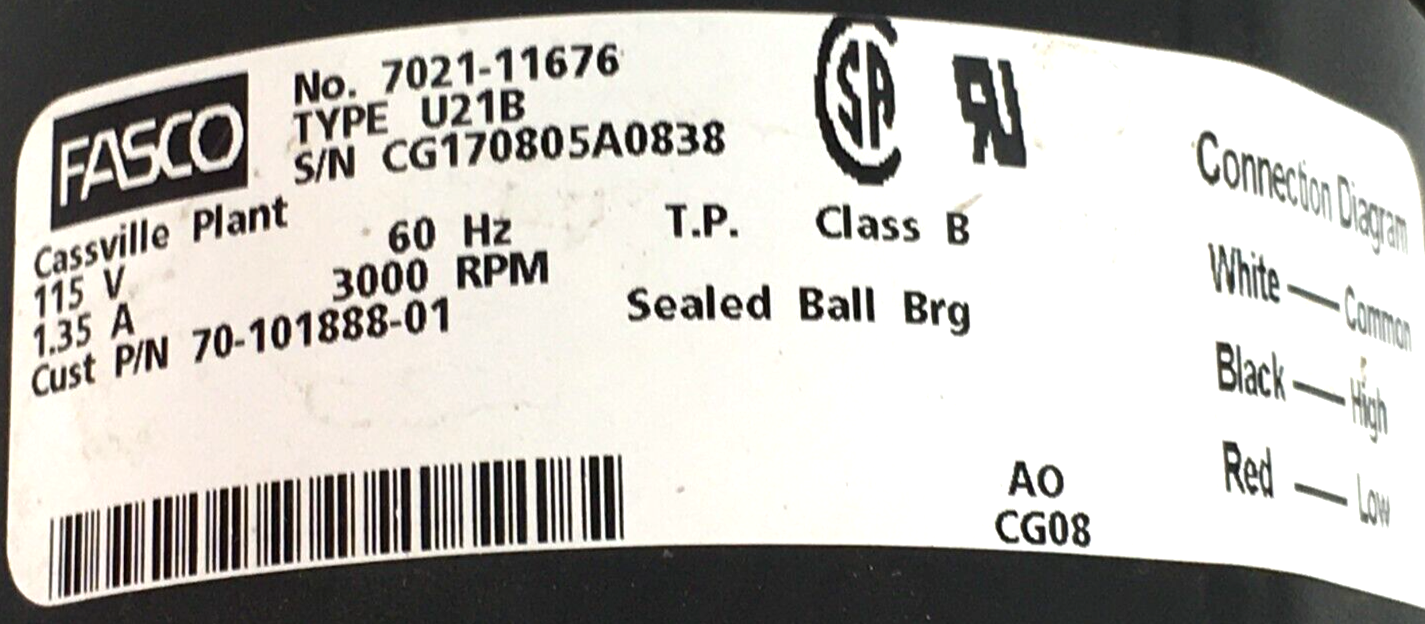 FASCO
No. 7021-11676
TYPE U21B
S/N CG170805A0838
Cassville Plant
115 V 60 Hz
1.35 A 3000 RPM
Cust P/N 70-101888-01
T.P. Class B
Sealed Ball Brg
AO
CG08
Connection Diagram
White — Common
Black — High
Red — Low